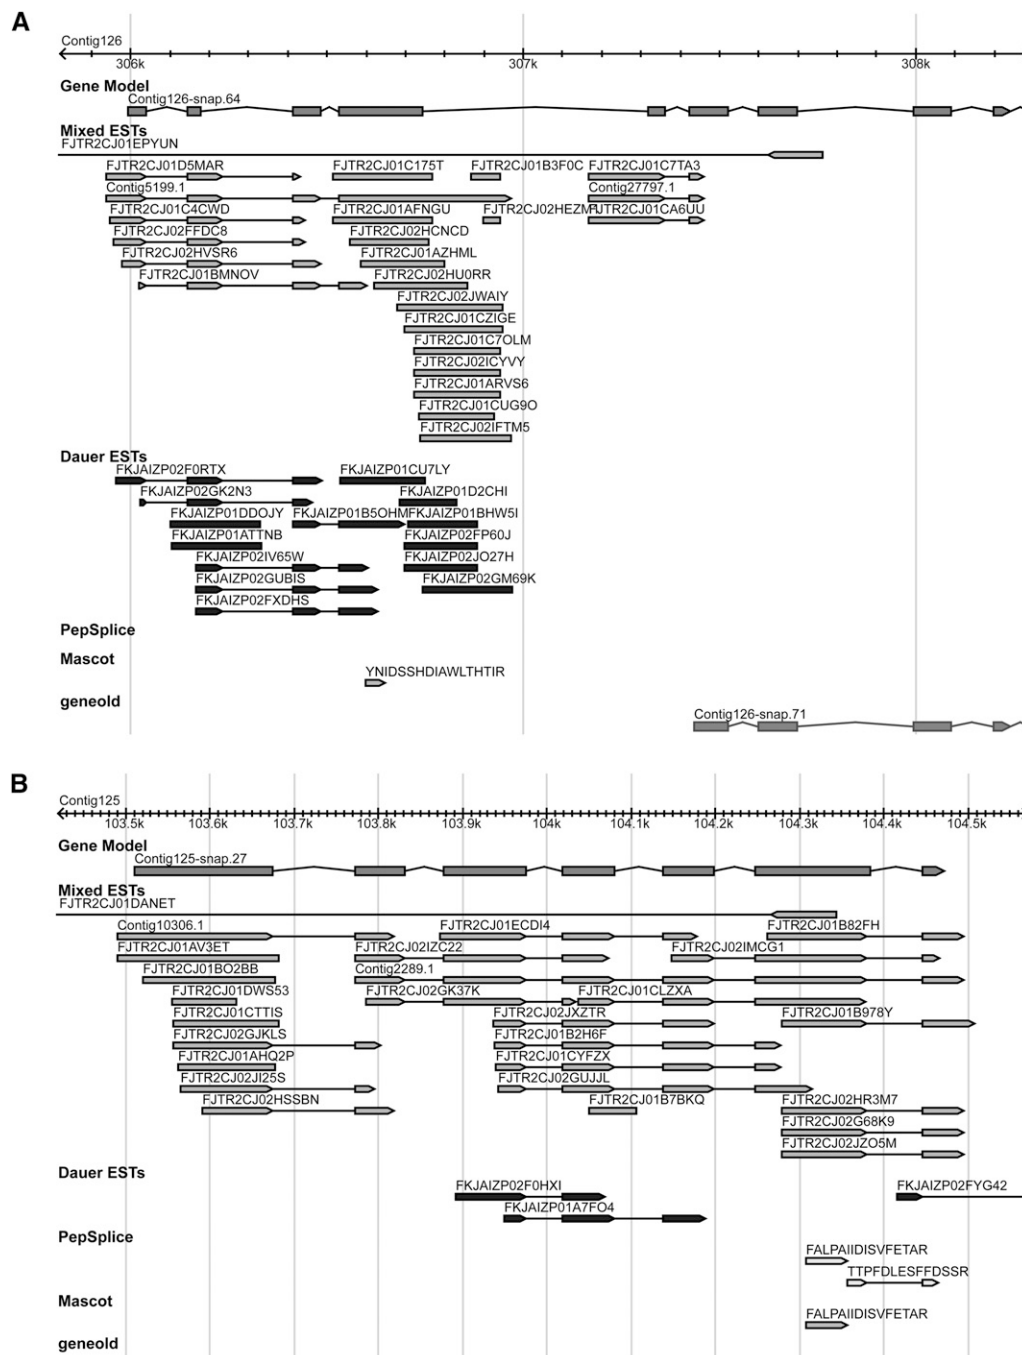 A
Contig126
306k 307k 308k
Gene Model
Contig126-snap.64
Mixed ESTs
FJTR2CJ01EPYUN
FJTR2CJ01D5MAR FJTR2CJ01C175T FJTR2CJ01B3F0C FJTR2CJ01C7TA3
Contig5199.1 Contig27797.1
FJTR2CJ01C4CWD FJTR2CJ01AFNGU FJTR2CJ02HEZM FJTR2CJ01CA6UU
FJTR2CJ02FFDC8 FJTR2CJ02HCNCD
FJTR2CJ02HVSR6 FJTR2CJ01AZHML
FJTR2CJ01BMNOV FJTR2CJ02HU0RR
FJTR2CJ02JWAIY
FJTR2CJ01CZIGE
FJTR2CJ01C7OLM
FJTR2CJ02ICYVY
FJTR2CJ01ARVS6
FJTR2CJ01CUG9O
FJTR2CJ02IFTM5
Dauer ESTs
FKJAIZP02F0RTX FKJAIZP01CU7LY
FKJAIZP02GK2N3 FKJAIZP01D2CHI
FKJAIZP01DDOJY FKJAIZP01B5OHM FKJAIZP01BHW5I
FKJAIZP01ATTNB FKJAIZP02FP60J
FKJAIZP02IV65W FKJAIZP02JO27H
FKJAIZP02GUBIS FKJAIZP02GM69K
FKJAIZP02FXDHS
PepSplice
Mascot
YNIDSSHDIAWLTHTIR
geneold
Contig126-snap.71
B
Contig125
103.5k 103.6k 103.7k 103.8k 103.9k 104k 104.1k 104.2k 104.3k 104.4k 104.5k
Gene Model
Contig125-snap.27
Mixed ESTs
FJTR2CJ01DANET
Contig10306.1 FJTR2CJ01ECDI4 FJTR2CJ01B82FH
FJTR2CJ01AV3ET FJTR2CJ02IZC22 FJTR2CJ02IMCG1
FJTR2CJ01BO2BB Contig2289.1
FJTR2CJ01DWS53 FJTR2CJ02GK37K FJTR2CJ01CLZXA
FJTR2CJ01CTTIS FJTR2CJ02JXZTR FJTR2CJ01B978Y
FJTR2CJ02GJKLS FJTR2CJ01B2H6F
FJTR2CJ01AHQ2P FJTR2CJ01CYFZX
FJTR2CJ02JI25S FJTR2CJ02GUJJL
FJTR2CJ02HSSBN FJTR2CJ01B7BKQ FJTR2CJ02HR3M7
FJTR2CJ02G68K9
FJTR2CJ02JZO5M
Dauer ESTs
FKJAIZP02F0HXI FKJAIZP02FYG42
FKJAIZP01A7FO4
PepSplice
FALPAIIDISVFETAR
TTPFDLESFFDSSR
Mascot
FALPAIIDISVFETAR
geneold